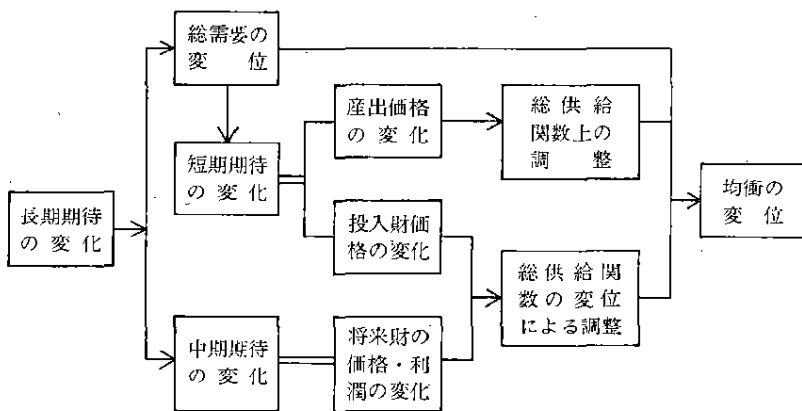 総需要の
変位
短期期待
の変化
長期期待
の変化
中期期待
の変化
産出価格
の変化
投入財価
格の変化
将来財の
価格・利
潤の変化
総供給
関数上の
調整
総供給関
数の変位
による調整
均衡の
変位